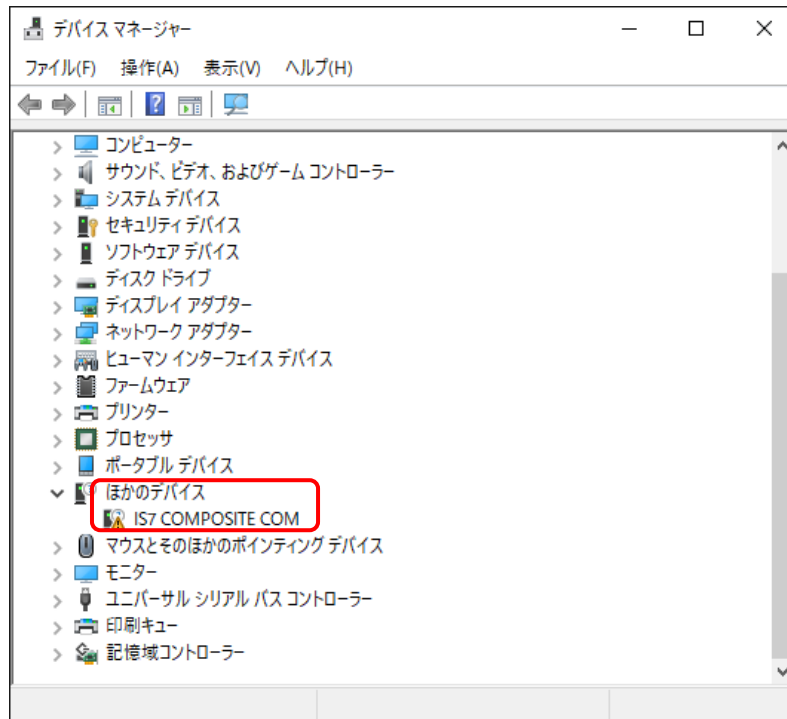 デバイス マネージャー
ファイル(F) 操作(A) 表示(V) ヘルプ(H)
コンピューター
サウンド、ビデオ、およびゲーム コントローラー
システム デバイス
セキュリティ デバイス
ソフトウェア デバイス
ディスク ドライブ
ディスプレイ アダプター
ネットワーク アダプター
ヒューマン インターフェイス デバイス
ファームウェア
プリンター
プロセッサ
ポータブル デバイス
ほかのデバイス
IS7 COMPOSITE COM
マウスとそのほかのポインティング デバイス
モニター
ユニバーサル シリアル バス コントローラー
印刷キュー
記憶域コントローラー